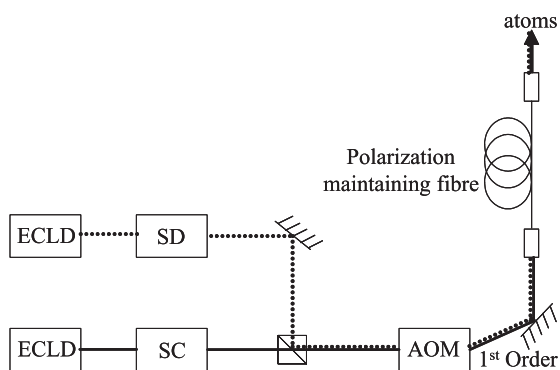 atoms
Polarization
maintaining fibre
ECLD
SD
ECLD
SC
AOM
1st Order